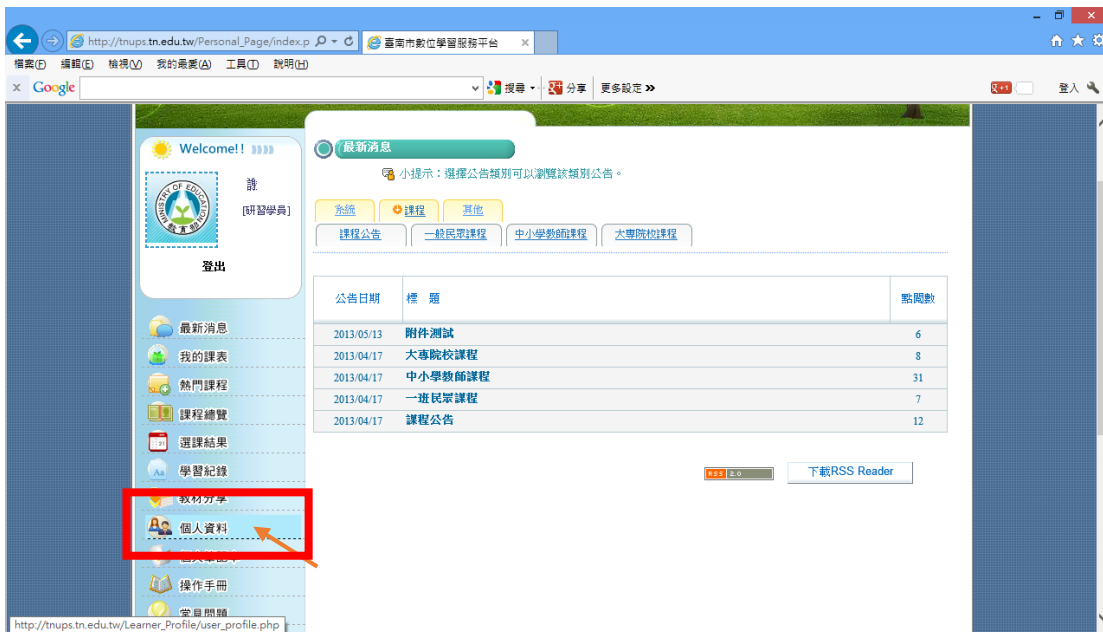 http://tnups.tn.edu.tw/Personal_Page/index.p
臺南市數位學習服務平台
檔案(F) 編輯(E) 檢視(V) 我的最愛(A) 工具(T) 說明(H)
x Google 搜尋 分享 更多設定 »
登入
Welcome!!
[研習學員]
登出
最新消息
小提示：選擇公告類別可以瀏覽該類別公告。
系統 課程 其他
課程公告 一般民眾課程 中小學教師課程 大專院校課程
公告日期 標 題 點閱數
2013/05/13 附件測試 6
2013/04/17 大專院校課程 8
2013/04/17 中小學教師課程 31
2013/04/17 一班民眾課程 7
2013/04/17 課程公告 12
RSS 2.0 下載RSS Reader
最新消息
我的課表
熱門課程
課程總覽
選課結果
學習紀錄
教材分享
個人資料
操作手冊
常見問題
http://tnups.tn.edu.tw/Learner_Profile/user_profile.php